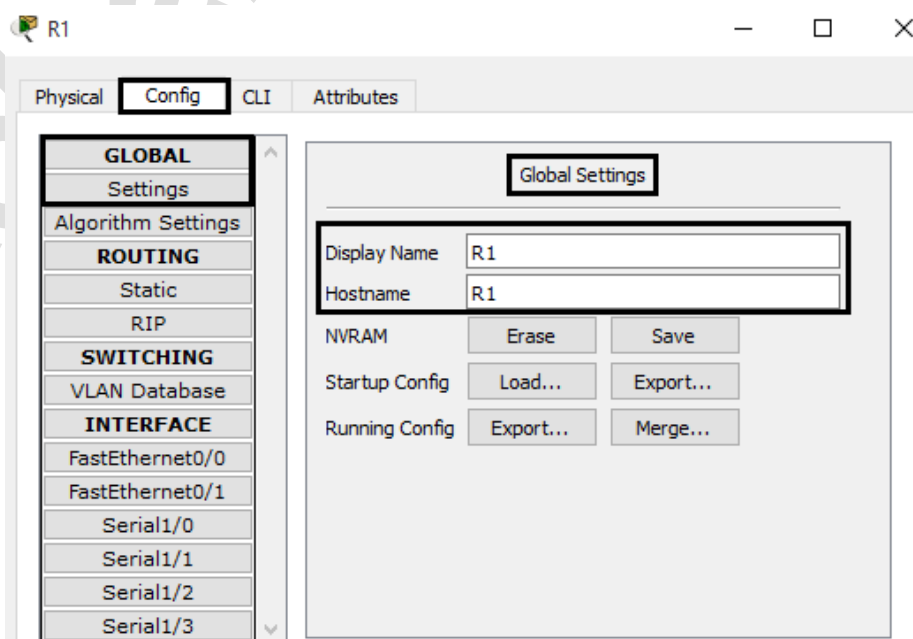 R1
Physical Config CLI Attributes
GLOBAL
Settings
Algorithm Settings
ROUTING
Static
RIP
SWITCHING
VLAN Database
INTERFACE
FastEthernet0/0
FastEthernet0/1
Serial1/0
Serial1/1
Serial1/2
Serial1/3
Global Settings
Display Name R1
Hostname R1
NVRAM Erase Save
Startup Config Load... Export...
Running Config Export... Merge...